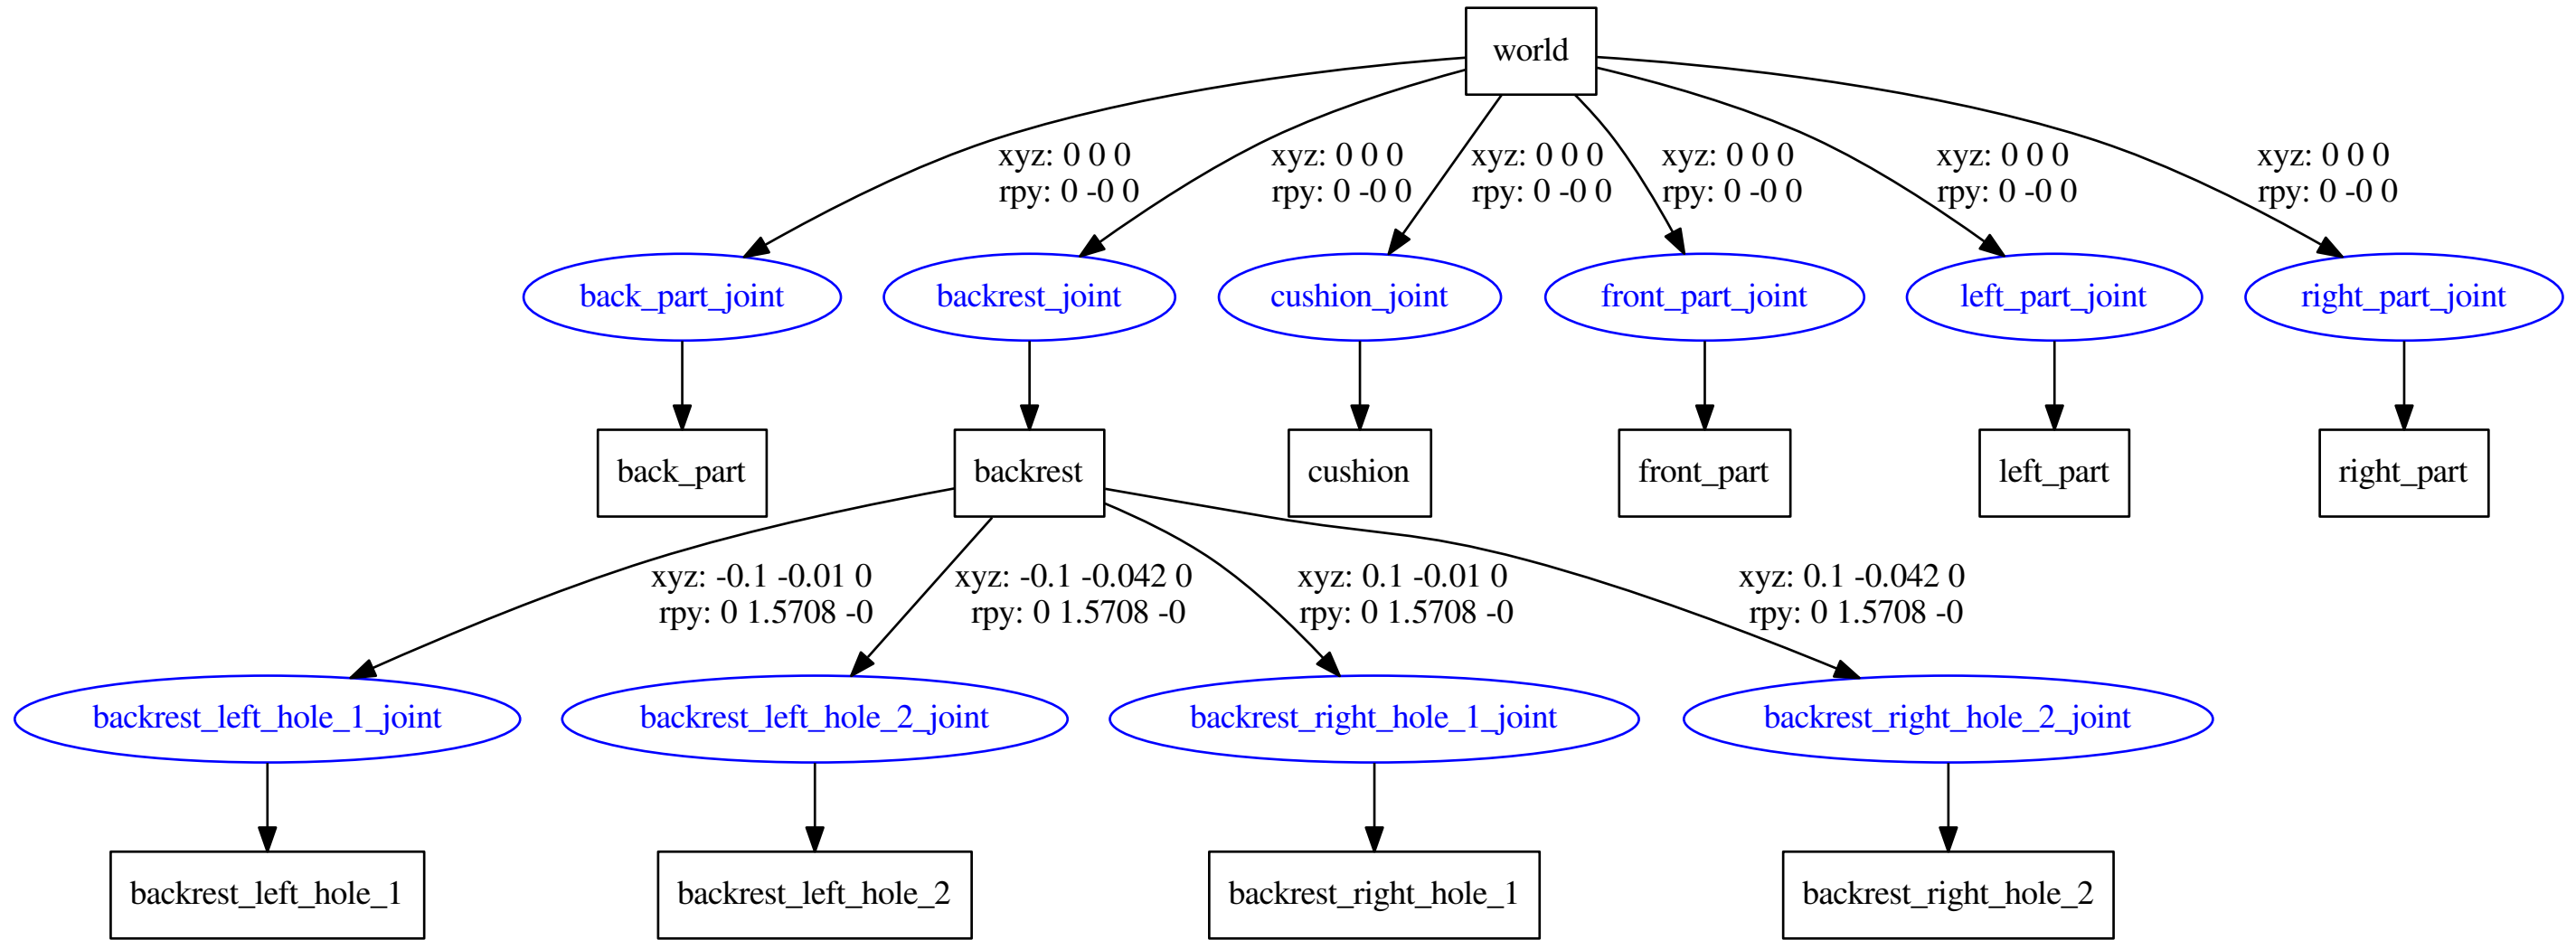 world
xyz: 0 0 0
rpy: 0 -0 0
xyz: 0 0 0
rpy: 0 -0 0
xyz: 0 0 0
rpy: 0 -0 0
xyz: 0 0 0
rpy: 0 -0 0
xyz: 0 0 0
rpy: 0 -0 0
xyz: 0 0 0
rpy: 0 -0 0
back_part_joint
backrest_joint
cushion_joint
front_part_joint
left_part_joint
right_part_joint
back_part
backrest
cushion
front_part
left_part
right_part
xyz: -0.1 -0.01 0
rpy: 0 1.5708 -0
xyz: -0.1 -0.042 0
rpy: 0 1.5708 -0
xyz: 0.1 -0.01 0
rpy: 0 1.5708 -0
xyz: 0.1 -0.042 0
rpy: 0 1.5708 -0
backrest_left_hole_1_joint
backrest_left_hole_2_joint
backrest_right_hole_1_joint
backrest_right_hole_2_joint
backrest_left_hole_1
backrest_left_hole_2
backrest_right_hole_1
backrest_right_hole_2